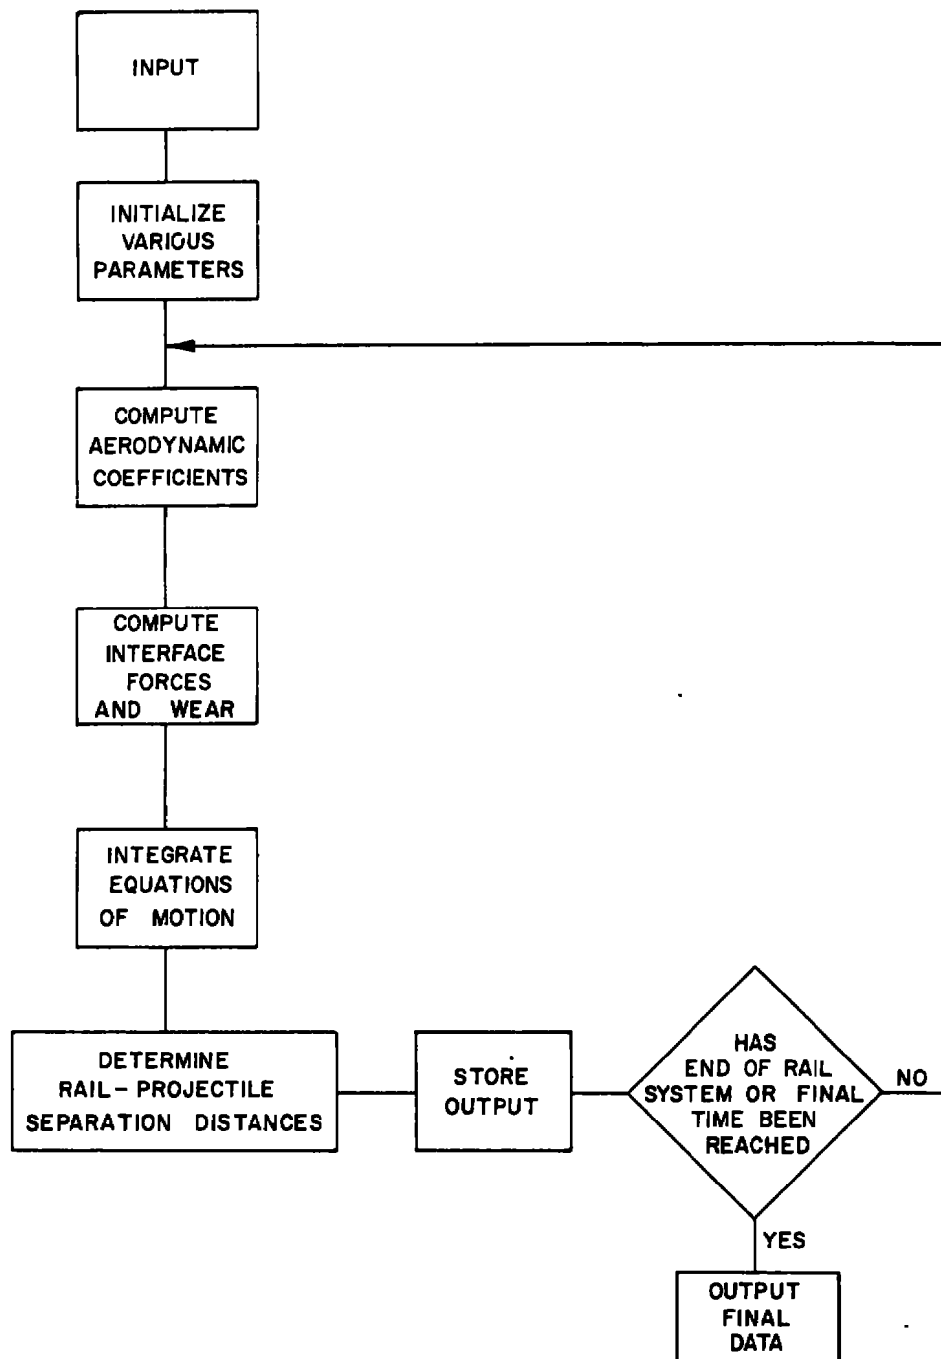 INPUT
INITIALIZE
VARIOUS
PARAMETERS
COMPUTE
AERODYNAMIC
COEFFICIENTS
COMPUTE
INTERFACE
FORCES
AND WEAR
INTEGRATE
EQUATIONS
OF MOTION
DETERMINE
RAIL-PROJECTILE
SEPARATION DISTANCES
STORE
OUTPUT
HAS
END OF RAIL
SYSTEM OR FINAL
TIME BEEN
REACHED
NO
YES
OUTPUT
FINAL
DATA